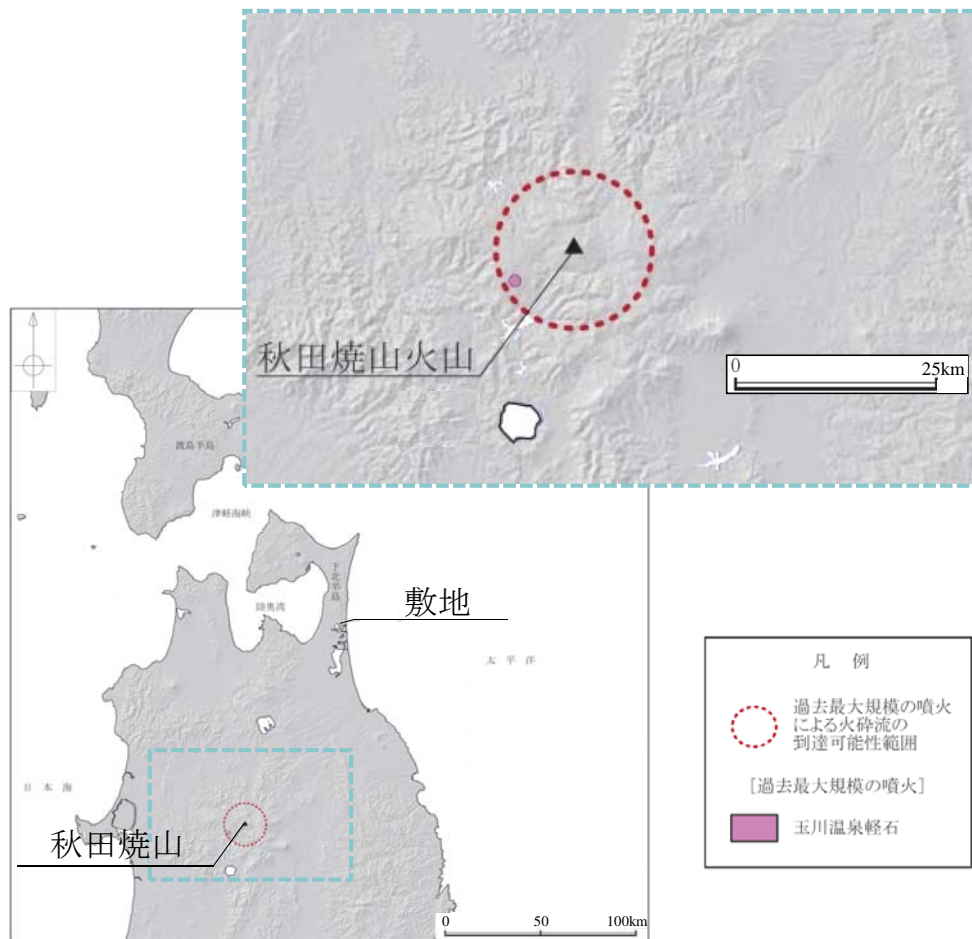 秋田焼山火山
0 25km
渡島半島
津軽海峡
下北半島
陸奥湾
敷地
太平洋
日本海
秋田焼山
0 50 100km
凡例
過去最大規模の噴火
による火砕流の
到達可能性範囲
[過去最大規模の噴火]
玉川温泉軽石